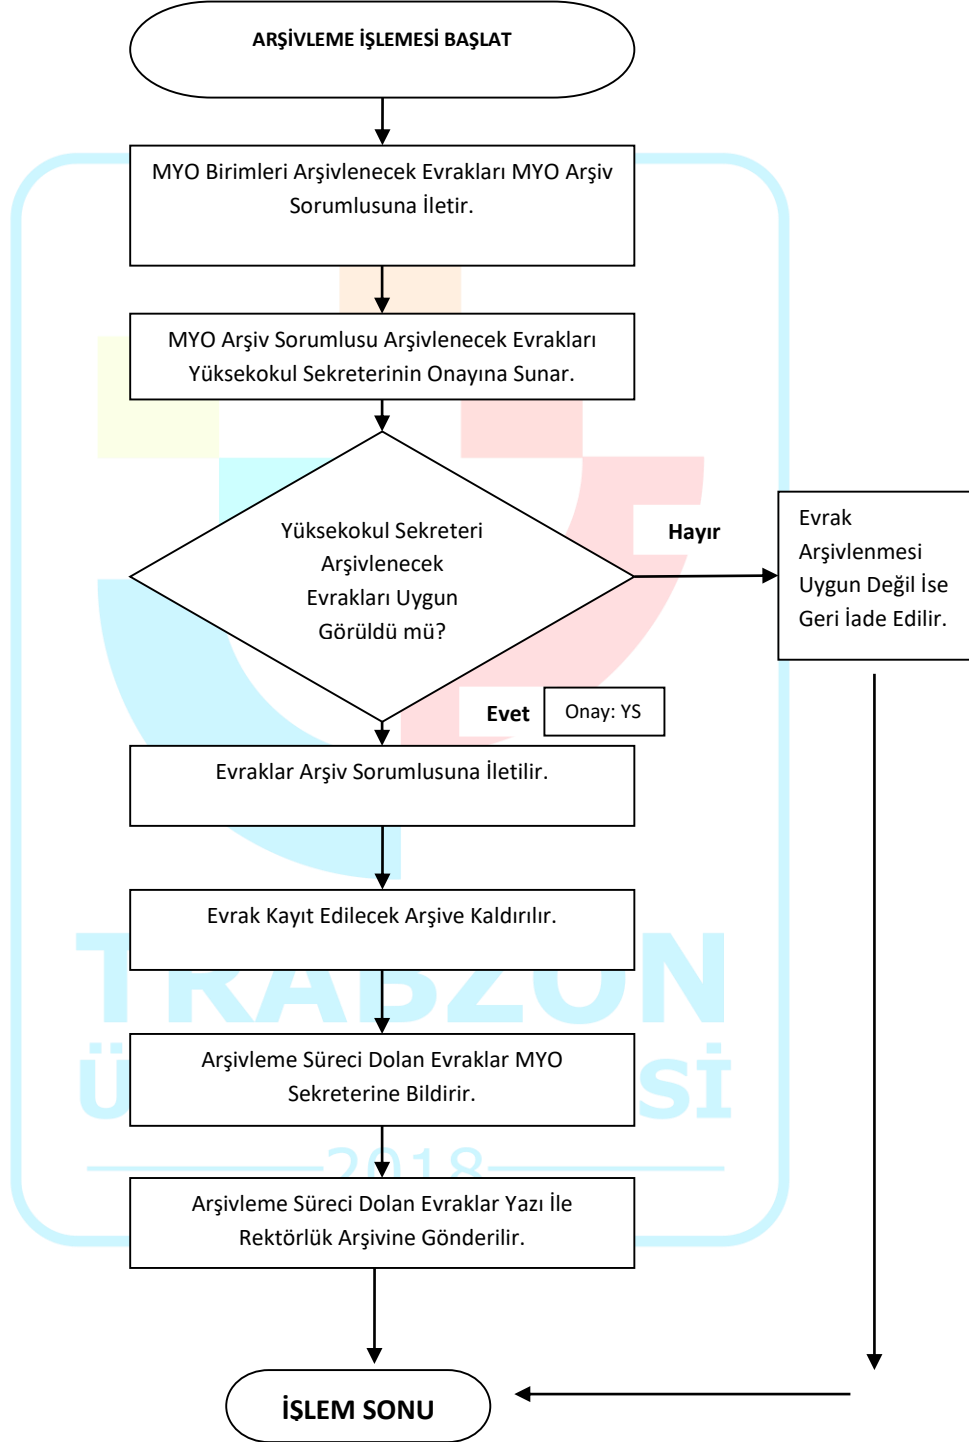 ARŞİVLEME İŞLEMESİ BAŞLAT
MYO Birimleri Arşivlenecek Evrakları MYO Arşiv
Sorumlusuna İletir.
MYO Arşiv Sorumlusu Arşivlenecek Evrakları
Yüksekokul Sekreterinin Onayına Sunar.
Yüksekokul Sekreteri
Arşivlenecek
Evrakları Uygun
Görüldü mü?
Hayır
Evrak
Arşivlenmesi
Uygun Değil İse
Geri İade Edilir.
Evet
Onay: YS
Evraklar Arşiv Sorumlusuna İletilir.
Evrak Kayıt Edilecek Arşive Kaldırılır.
TRABZON
Arşivleme Süreci Dolan Evraklar MYO
Sekreterine Bildirir.
2018
Arşivleme Süreci Dolan Evraklar Yazı İle
Rektörlük Arşivine Gönderilir.
İŞLEM SONU